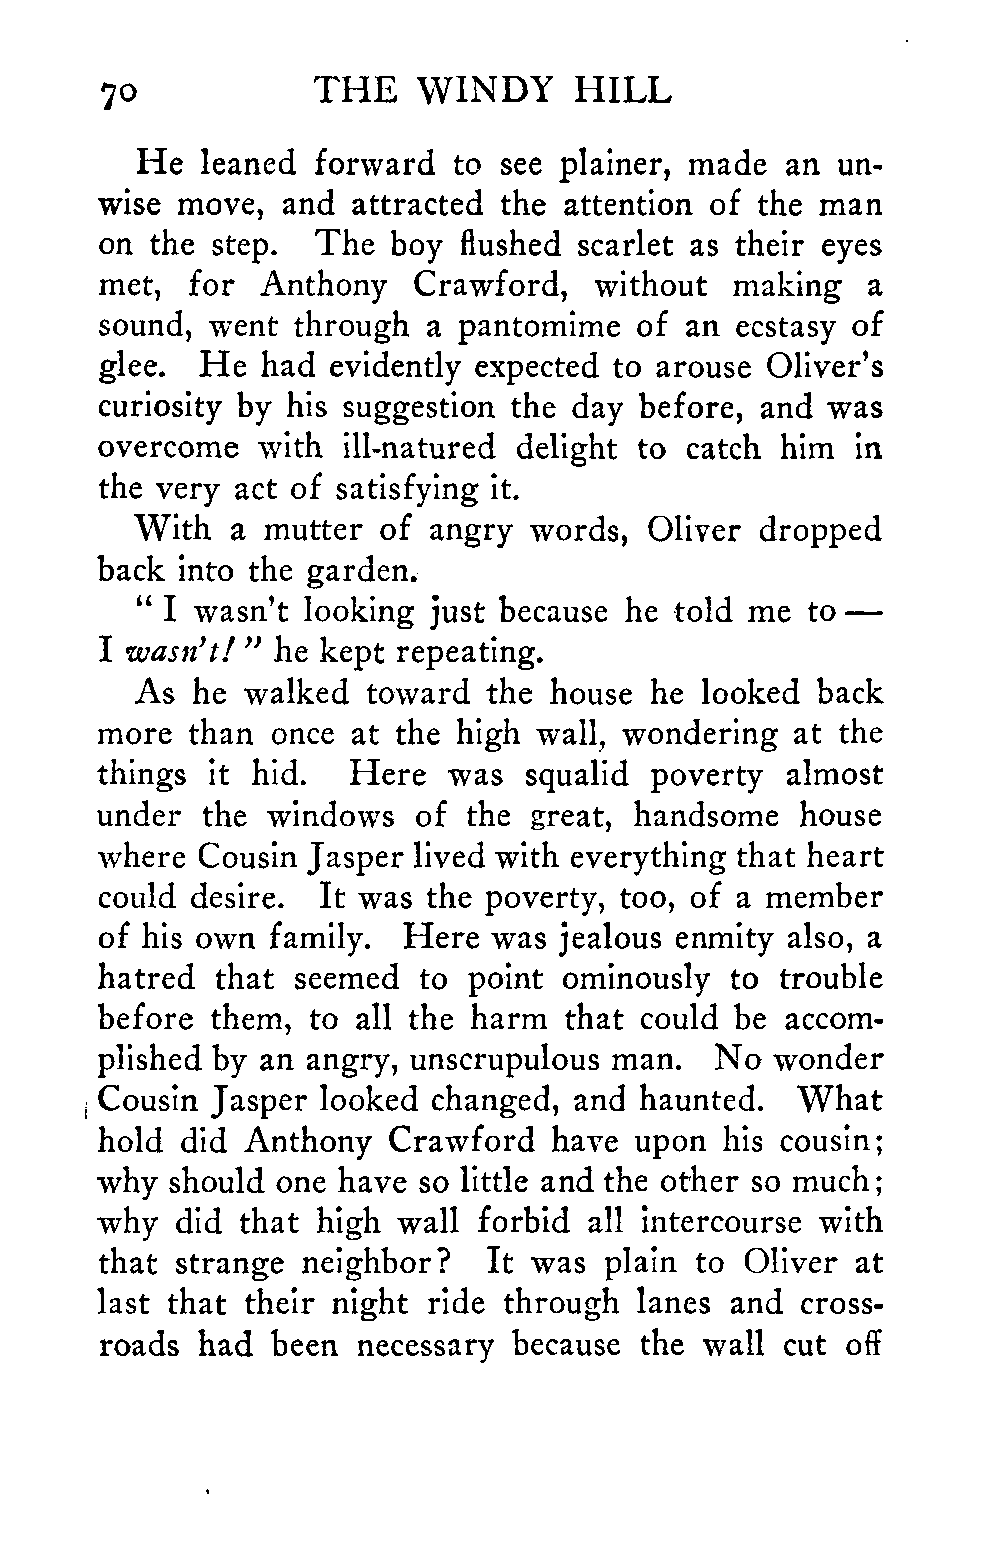 70 THE WINDY HILL
He leaned forward to see plainer, made an un-
wise move, and attracted the attention of the man
on the step. The boy flushed scarlet as their eyes
met, for Anthony Crawford, without making a
sound, went through a pantomime of an ecstasy of
glee. He had evidently expected to arouse Oliver's
curiosity by his suggestion the day before, and was
overcome with ill-natured delight to catch him in
the very act of satisfying it.
With a mutter of angry words, Oliver dropped
back into the garden.
" I wasn't looking just because he told me to —
I wasn't! " he kept repeating.
As he walked toward the house he looked back
more than once at the high wall, wondering at the
things it hid. Here was squalid poverty almost
under the windows of the great, handsome house
where Cousin Jasper lived with everything that heart
could desire. It was the poverty, too, of a member
of his own family. Here was jealous enmity also, a
hatred that seemed to point ominously to trouble
before them, to all the harm that could be accom-
plished by an angry, unscrupulous man. No wonder
Cousin Jasper looked changed, and haunted. What
hold did Anthony Crawford have upon his cousin;
why should one have so little and the other so much;
why did that high wall forbid all intercourse with
that strange neighbor? It was plain to Oliver at
last that their night ride through lanes and cross-
roads had been necessary because the wall cut off